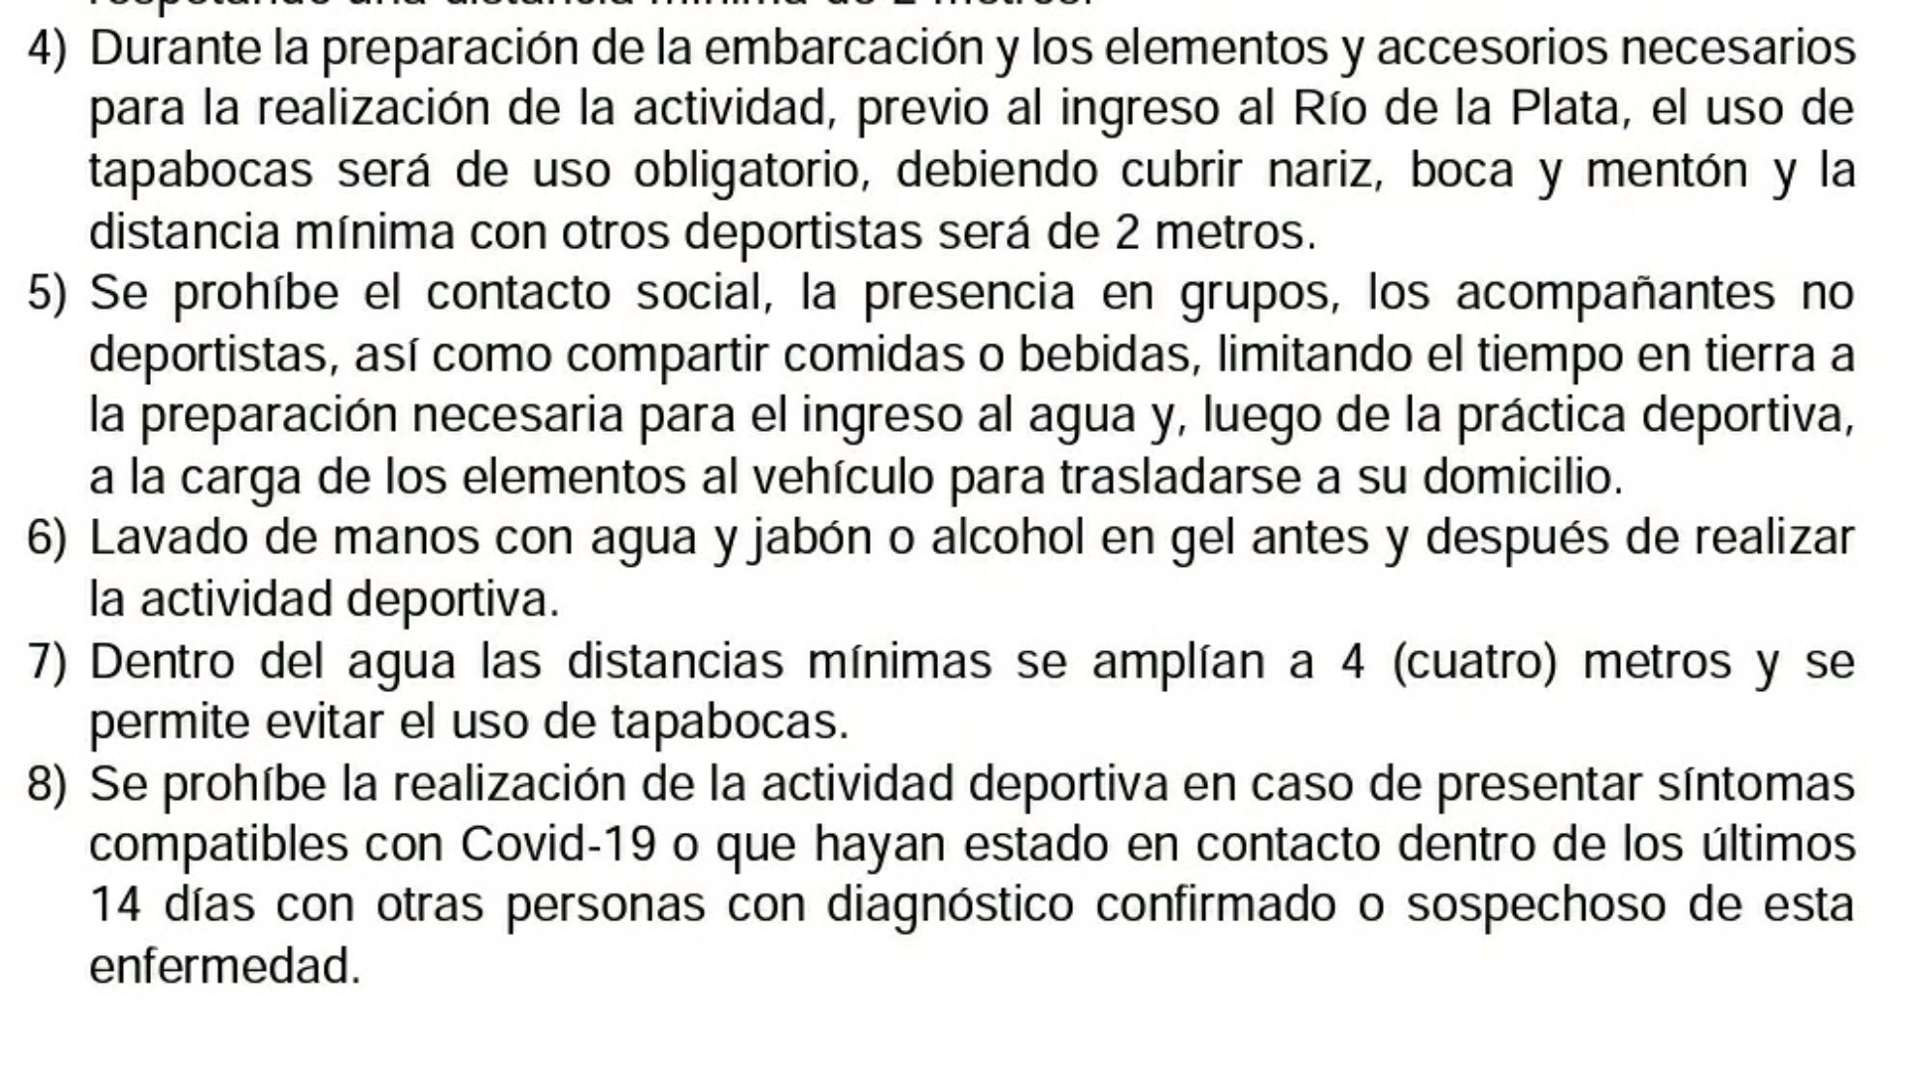 respetando una distancia mínima de 2 metros.
4) Durante la preparación de la embarcación y los elementos y accesorios necesarios
para la realización de la actividad, previo al ingreso al Río de la Plata, el uso de
tapabocas será de uso obligatorio, debiendo cubrir nariz, boca y mentón y la
distancia mínima con otros deportistas será de 2 metros.
5) Se prohíbe el contacto social, la presencia en grupos, los acompañantes no
deportistas, así como compartir comidas o bebidas, limitando el tiempo en tierra a
la preparación necesaria para el ingreso al agua y, luego de la práctica deportiva,
a la carga de los elementos al vehículo para trasladarse a su domicilio.
6) Lavado de manos con agua y jabón o alcohol en gel antes y después de realizar
la actividad deportiva.
7) Dentro del agua las distancias mínimas se amplían a 4 (cuatro) metros y se
permite evitar el uso de tapabocas.
8) Se prohíbe la realización de la actividad deportiva en caso de presentar síntomas
compatibles con Covid-19 o que hayan estado en contacto dentro de los últimos
14 días con otras personas con diagnóstico confirmado o sospechoso de esta
enfermedad.